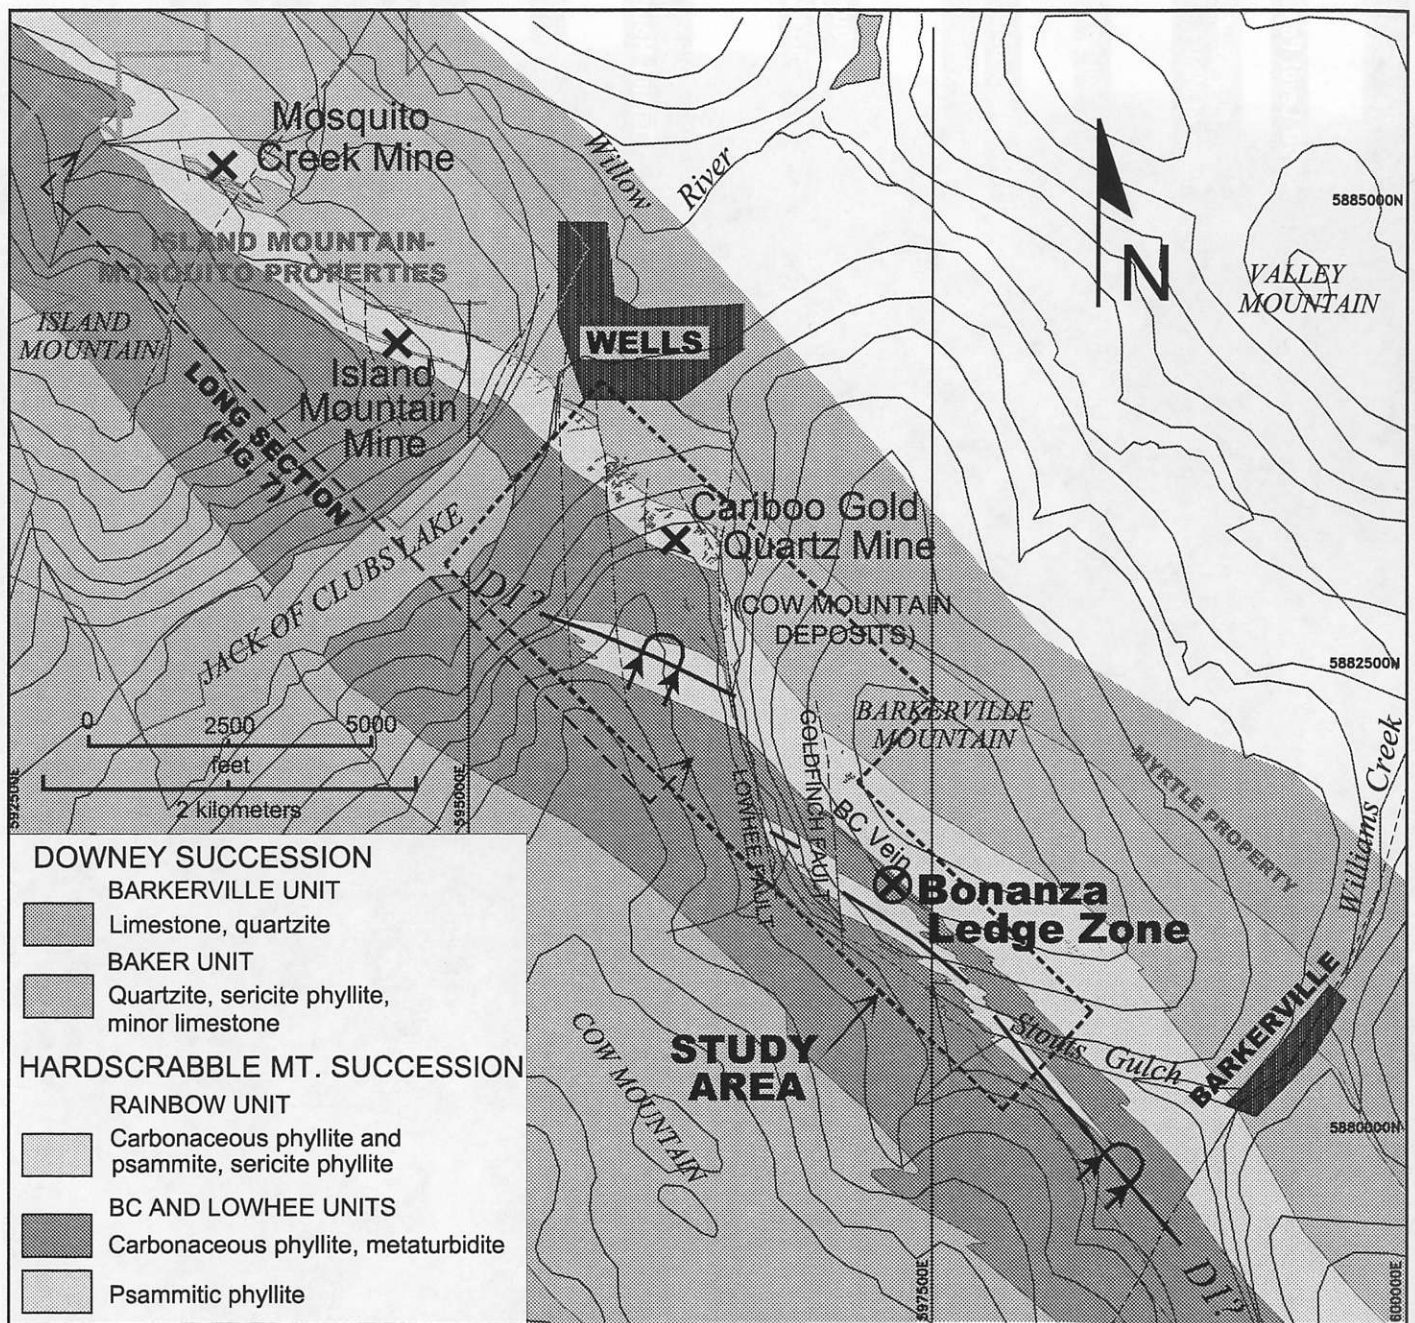 Mosquito
Creek Mine
Willow
River
5885000N
ISLAND MOUNTAIN-
MOSQUITO PROPERTIES
N
VALLEY
MOUNTAIN
ISLAND
MOUNTAIN
WELLS
Island
Mountain
Mine
LONG SECTION
(FIG. 7)
Cariboo Gold
Quartz Mine
JACK OF CLUBS LAKE
D1?
(COW MOUNTAIN
DEPOSITS)
5882500N
0 2500 5000
feet
2 kilometers
592500E
595000E
BARKERVILLE
MOUNTAIN
GOLDFINCH FAULT
LOWHEE FAULT
MYRTLE PROPERTY
Williams Creek
BC Vein
Bonanza
Ledge Zone
DOWNEY SUCCESSION
BARKERVILLE UNIT
Limestone, quartzite
BAKER UNIT
Quartzite, sericite phyllite,
minor limestone
HARDSCRABBLE MT. SUCCESSION
RAINBOW UNIT
Carbonaceous phyllite and
psammite, sericite phyllite
BC AND LOWHEE UNITS
Carbonaceous phyllite, metaturbidite
Psammitic phyllite
COW MOUNTAIN
STUDY
AREA
Stouts Gulch
BARKERVILLE
5880000N
D1?
597500E
600000E